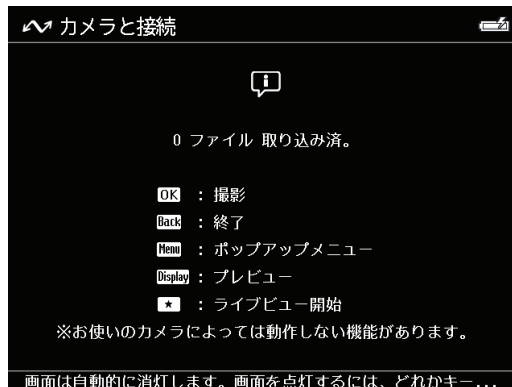 カメラと接続
0 ファイル 取り込み済。
OK : 撮影
Back : 終了
Menu : ポップアップメニュー
Display : プレビュー
★ : ライブビュー開始
※お使いのカメラによっては動作しない機能があります。
画面は自動的に消灯します。画面を点灯するには、どれかキー...